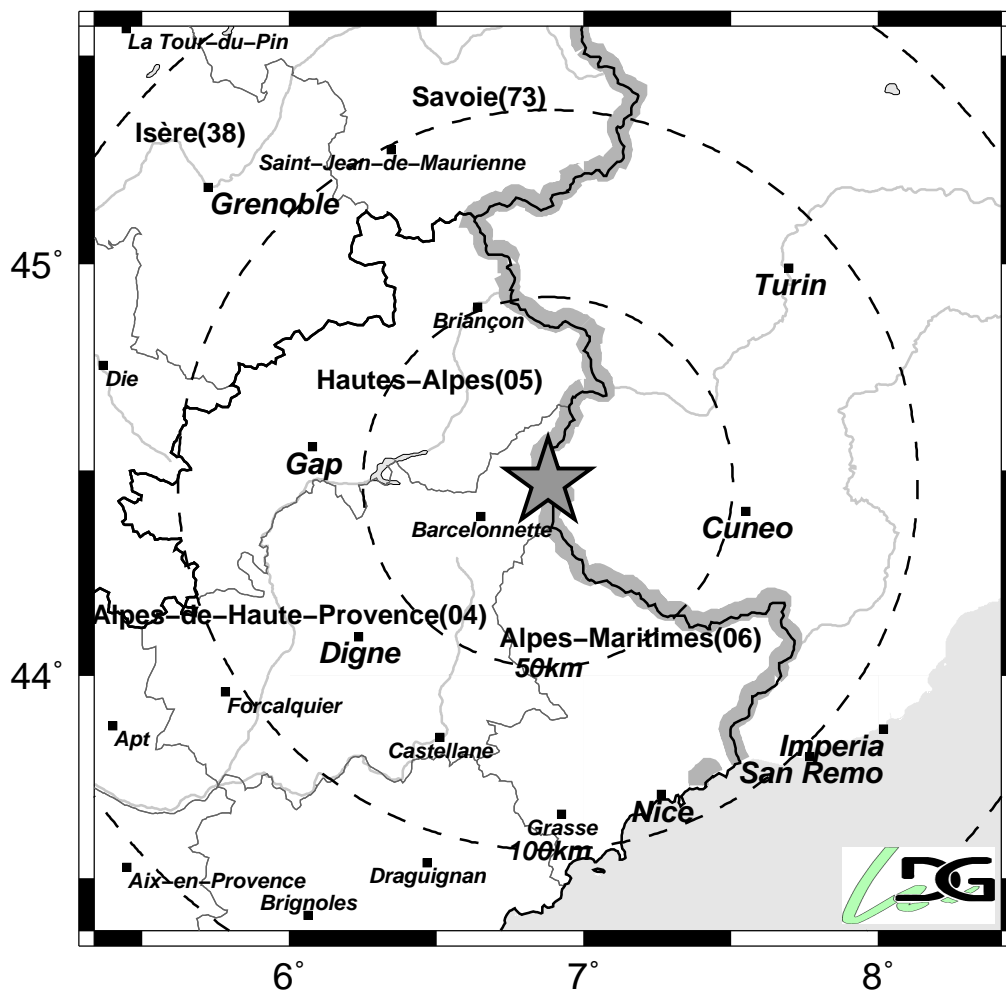 La Tour–du–Pin
Savoie(73)
Isère(38)
Saint–Jean–de–Maurienne
Grenoble
45°
Turin
Briançon
Die
Hautes–Alpes(05)
Gap
Barcelonnette
Cuneo
Alpes–de–Haute–Provence(04)
Alpes–Maritimes(06)
Digne
50km
44°
Forcalquier
Apt
Castellane
Imperia
San Remo
Nice
Grasse
100km
Draguignan
Aix–en–Provence
Brignoles
DG
6°
7°
8°